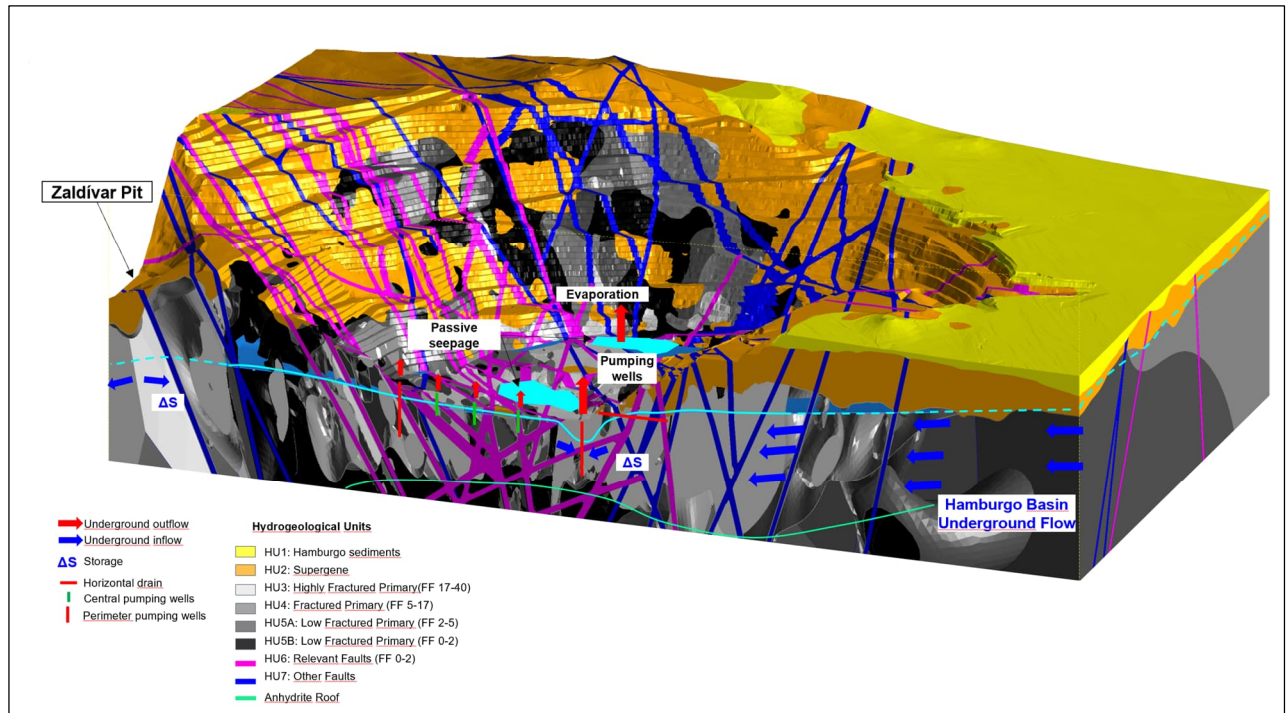 Zaldívar Pit
Evaporation
Passive
seepage
Pumping
wells
ΔS
ΔS
Hamburgo Basin
Underground Flow
Underground outflow
Underground inflow
ΔS Storage
Horizontal drain
Central pumping wells
Perimeter pumping wells
Hydrogeological Units
HU1: Hamburgo sediments
HU2: Supergene
HU3: Highly Fractured Primary(FF 17-40)
HU4: Fractured Primary (FF 5-17)
HU5A: Low Fractured Primary (FF 2-5)
HU5B: Low Fractured Primary (FF 0-2)
HU6: Relevant Faults (FF 0-2)
HU7: Other Faults
Anhydrite Roof